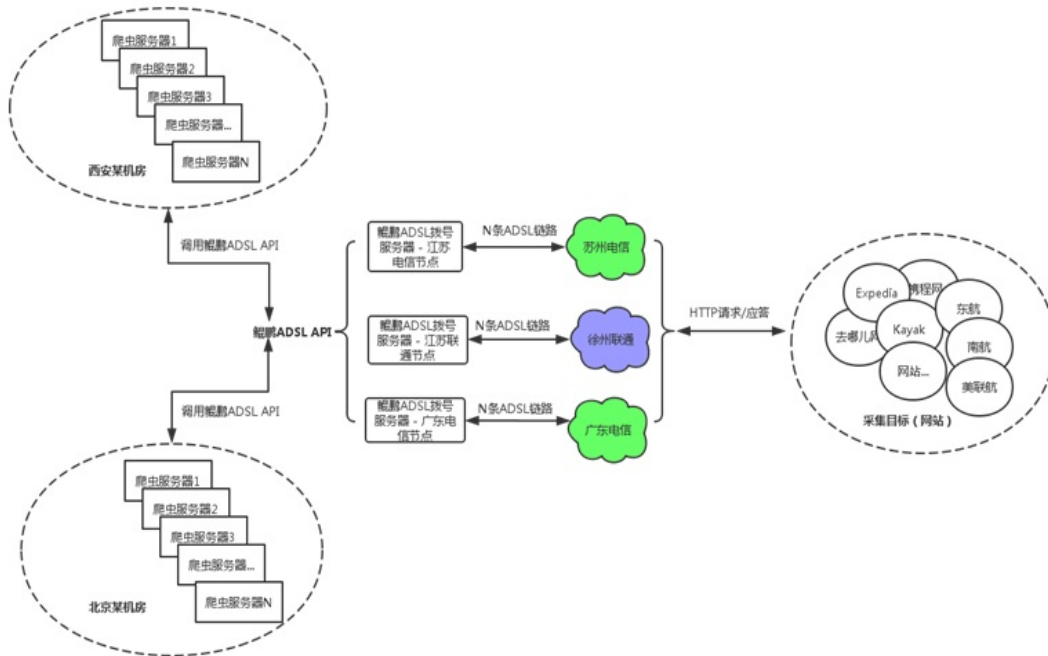 爬虫服务器1
爬虫服务器2
爬虫服务器3
爬虫服务器...
爬虫服务器N
西安某机房
调用鲲鹏ADSL API
鲲鹏ADSL API
调用鲲鹏ADSL API
爬虫服务器1
爬虫服务器2
爬虫服务器3
爬虫服务器...
爬虫服务器N
北京某机房
鲲鹏ADSL拨号
服务器 - 江苏
电信节点
N条ADSL链路
苏州电信
鲲鹏ADSL拨号
服务器 - 江苏联
通节点
N条ADSL链路
徐州联通
鲲鹏ADSL拨号
服务器 - 广东电
信节点
N条ADSL链路
广东电信
HTTP请求/应答
Expedia
携程网
东航
去哪儿网
Kayak
南航
网站...
美联航
采集目标（网站）